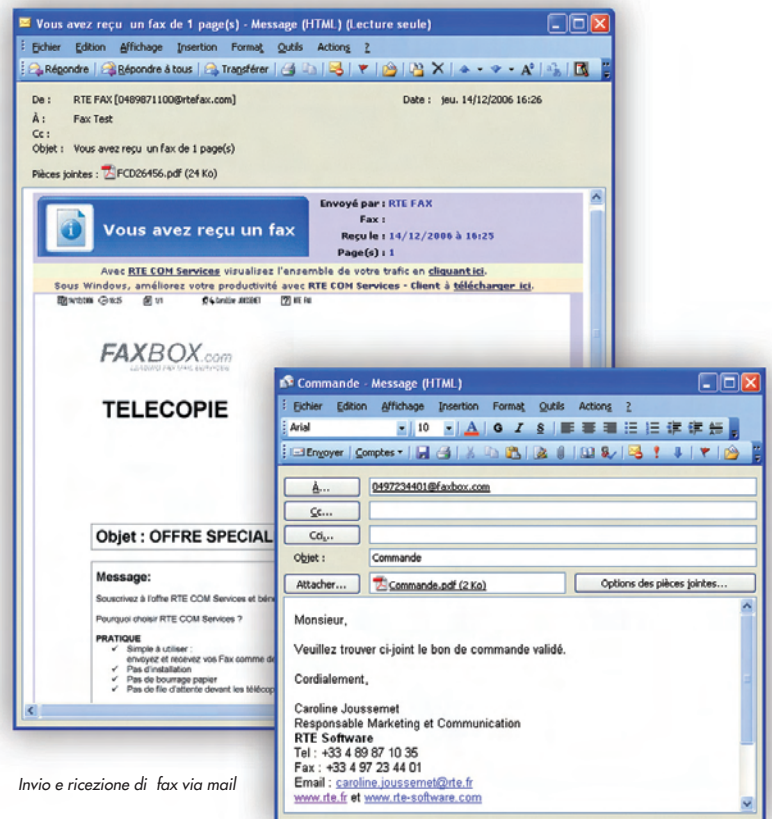 Vous avez reçu un fax de 1 page(s) - Message (HTML) (Lecture seule)
Fichier Edition Affichage Insertion Format Outils Actions ?
Répondre Répondre à tous Transférer
De : RTE FAX [0489871100@rtefax.com] Date : jeu. 14/12/2006 16:26
À : Fax Test
Cc :
Objet : Vous avez reçu un fax de 1 page(s)
Pièces jointes : FCD26456.pdf (24 Ko)
Vous avez reçu un fax
Envoyé par : RTE FAX
Fax :
Reçu le : 14/12/2006 à 16:25
Page(s) : 1
Avec RTE COM Services visualisez l'ensemble de votre trafic en cliquant ici.
Sous Windows, améliorez votre productivité avec RTE COM Services - Client à télécharger ici.
16:25 1/1 Caroline JOUSSEMET RTE FAX
FAXBOX.com
TELECOPIE
Objet : OFFRE SPECIAL
Message:
Souscrivez à l'offre RTE COM Services et béné
Pourquoi choisir RTE COM Services ?
PRATIQUE
✓ Simple à utiliser :
envoyez et recevez vos Fax comme de
✓ Pas d'installation
✓ Pas de bourrage papier
✓ Pas de file d'attente devant les télécop
Commande - Message (HTML)
Fichier Edition Affichage Insertion Format Outils Actions ?
Arial 10 A G I S
Envoyer Comptes
À... 0497234401@faxbox.com
Cc...
Cci...
Objet : Commande
Attacher... Commande.pdf (2 Ko) Options des pièces jointes...
Monsieur,
Veuillez trouver ci-joint le bon de commande validé.
Cordialement,
Caroline Joussemet
Responsable Marketing et Communication
RTE Software
Tel : +33 4 89 87 10 35
Fax : +33 4 97 23 44 01
Email : caroline.joussemet@rte.fr
www.rte.fr et www.rte-software.com
Invio e ricezione di fax via mail